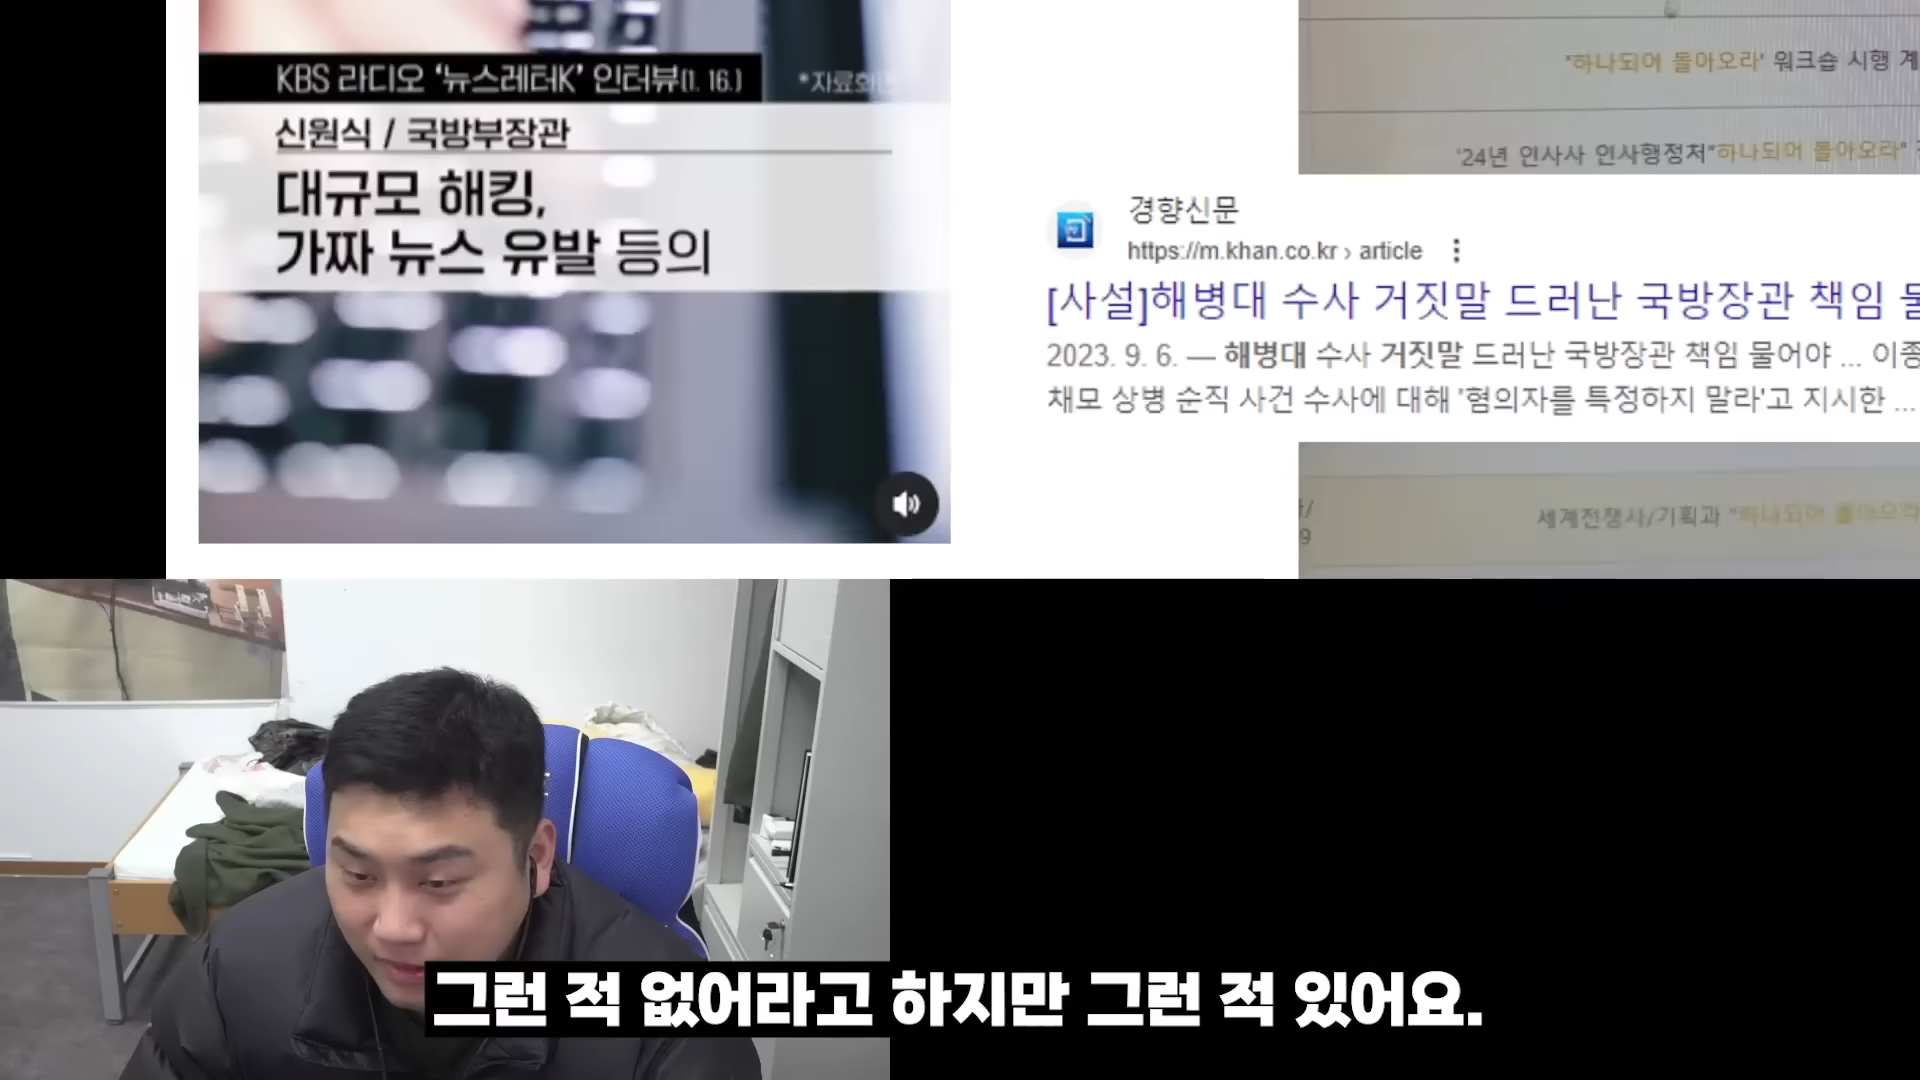 KBS 라디오 '뉴스레터K' 인터뷰(1. 16.)
*자료화면
신원식 / 국방부장관
대규모 해킹,
가짜 뉴스 유발 등의
"하나되어 돌아오라" 워크숍 시행 계
'24년 인사사 인사행정처"하나되어 돌아오라"
경향신문
https://m.khan.co.kr › article
[사설]해병대 수사 거짓말 드러난 국방장관 책임 물
2023. 9. 6. — 해병대 수사 거짓말 드러난 국방장관 책임 물어야 ... 이종
채모 상병 순직 사건 수사에 대해 '혐의자를 특정하지 말라'고 지시한 ...
세계전쟁사/기획과 "하나되어 돌아오라
그런 적 없어라고 하지만 그런 적 있어요.